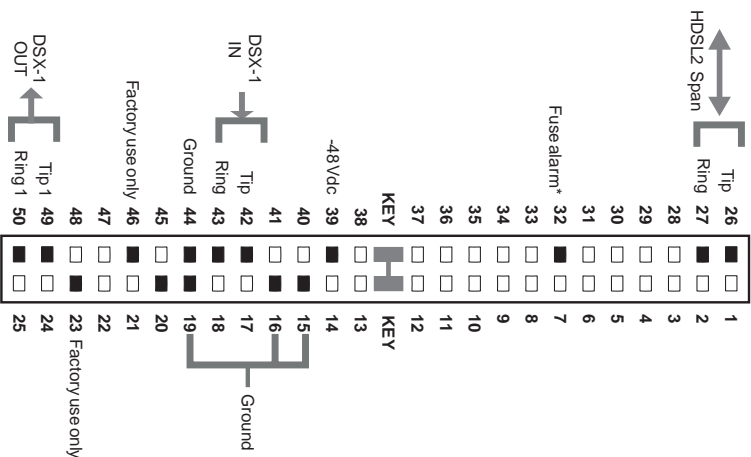 HDSL2 Span
Tip 26 1
Ring 27 2
28 3
29 4
30 5
31 6
Fuse alarm* 32 7
33 8
34 9
35 10
36 11
37 12
KEY KEY
38 13
-48 Vdc 39 14
40 15
41 16
Ground
DSX-1
IN
Tip 42 17
Ring 43 18
Ground 44 19
45 20
Factory use only 46 21
47 22
48 23 Factory use only
DSX-1
OUT
Tip 1 49 24
Ring 1 50 25